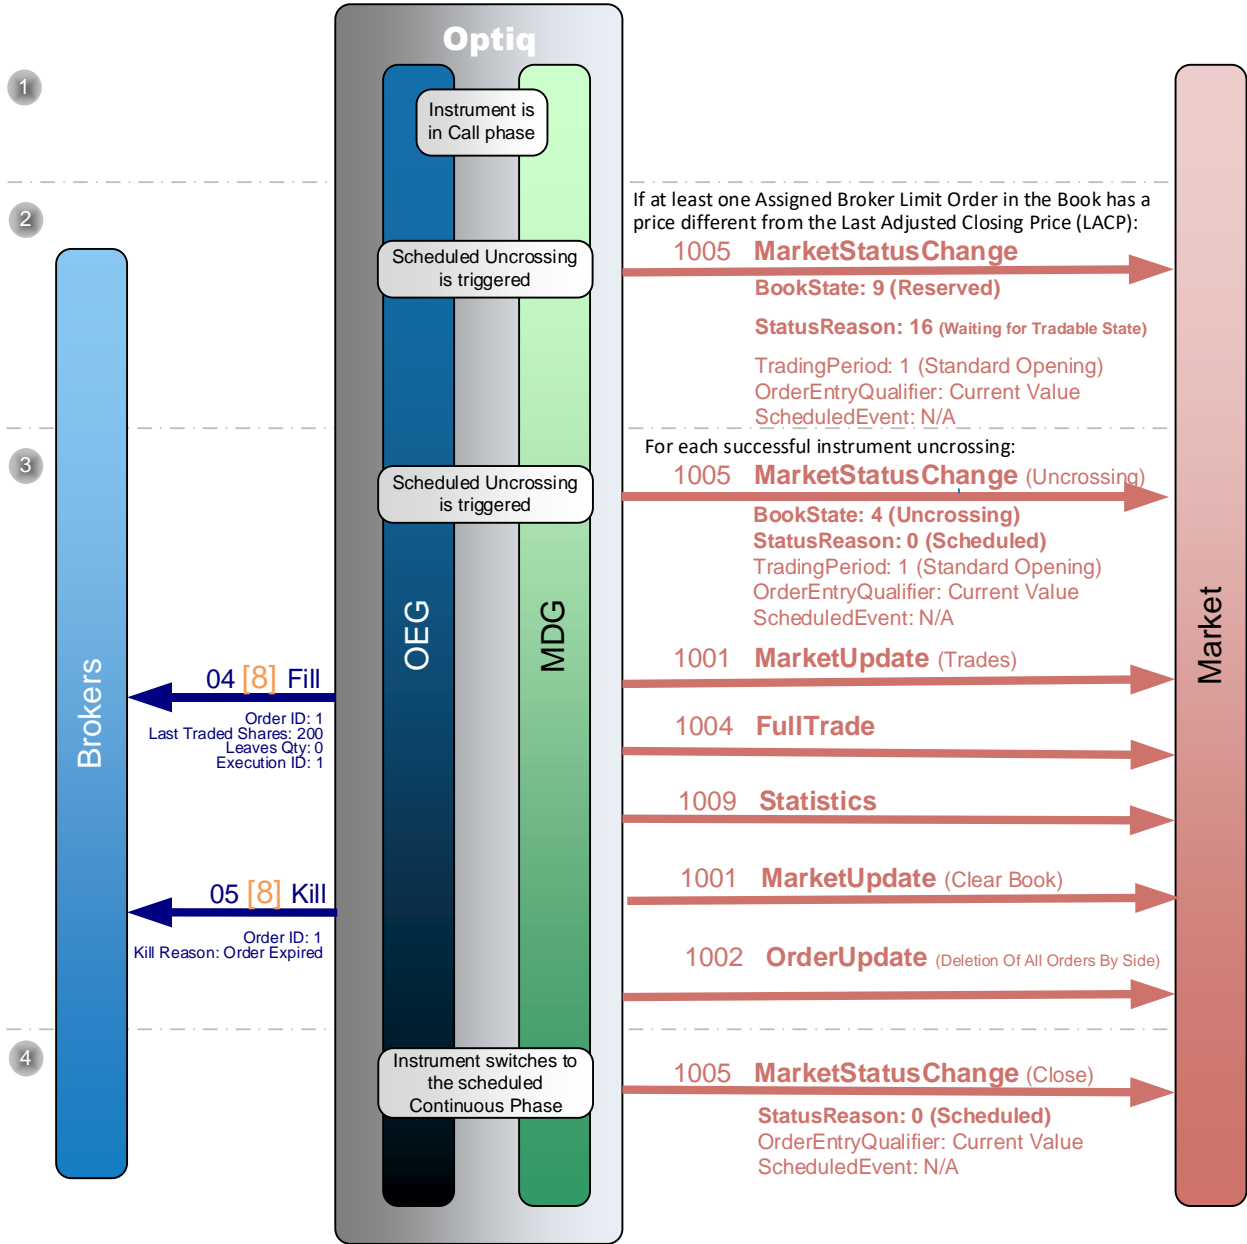 Optiq
1
Instrument is
in Call phase
2
If at least one Assigned Broker Limit Order in the Book has a
price different from the Last Adjusted Closing Price (LACP):
Scheduled Uncrossing
is triggered
1005 MarketStatusChange
BookState: 9 (Reserved)
StatusReason: 16 (Waiting for Tradable State)
TradingPeriod: 1 (Standard Opening)
OrderEntryQualifier: Current Value
ScheduledEvent: N/A
3
For each successful instrument uncrossing:
Scheduled Uncrossing
is triggered
1005 MarketStatusChange (Uncrossing)
BookState: 4 (Uncrossing)
StatusReason: 0 (Scheduled)
TradingPeriod: 1 (Standard Opening)
OrderEntryQualifier: Current Value
ScheduledEvent: N/A
Brokers
OEG
MDG
Market
04 [8] Fill
Order ID: 1
Last Traded Shares: 200
Leaves Qty: 0
Execution ID: 1
1001 MarketUpdate (Trades)
1004 FullTrade
1009 Statistics
05 [8] Kill
Order ID: 1
Kill Reason: Order Expired
1001 MarketUpdate (Clear Book)
1002 OrderUpdate (Deletion Of All Orders By Side)
4
Instrument switches to
the scheduled
Continuous Phase
1005 MarketStatusChange (Close)
StatusReason: 0 (Scheduled)
OrderEntryQualifier: Current Value
ScheduledEvent: N/A